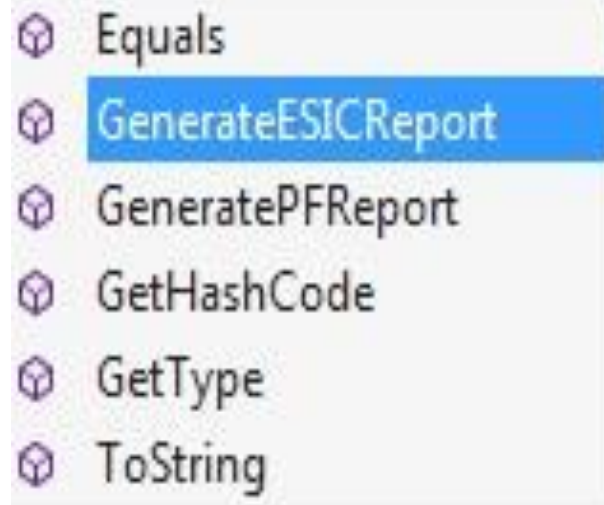 Equals
GenerateESICReport
GeneratePFReport
GetHashCode
GetType
ToString